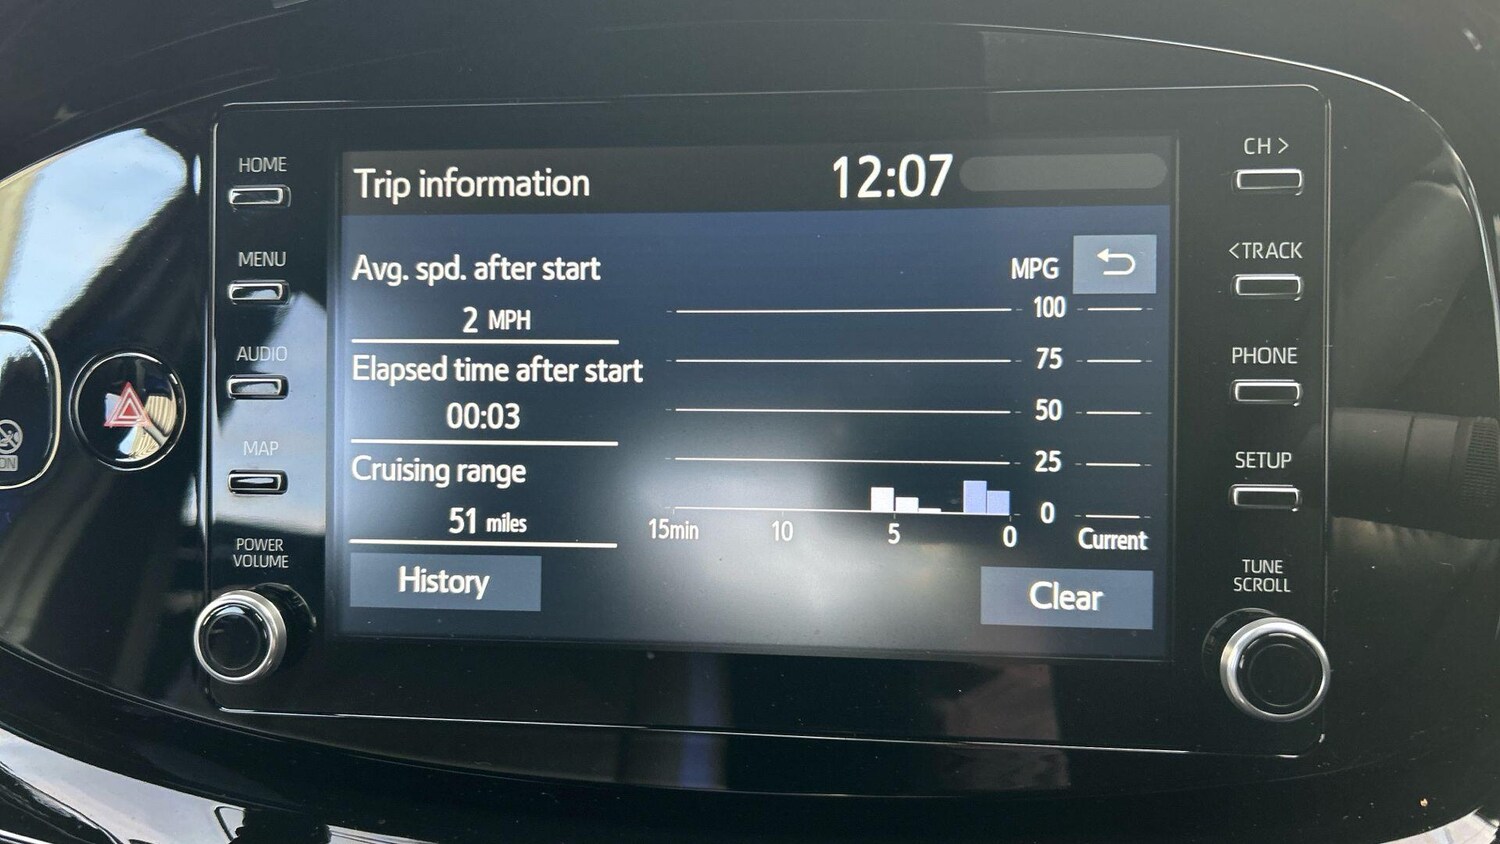 HOME
MENU
AUDIO
MAP
POWER
VOLUME
ON
Trip information
12:07
Avg. spd. after start
2 MPH
Elapsed time after start
00:03
Cruising range
51 miles
History
MPG
100
75
50
25
0
15min 10 5 0 Current
Clear
CH >
< TRACK
PHONE
SETUP
TUNE
SCROLL